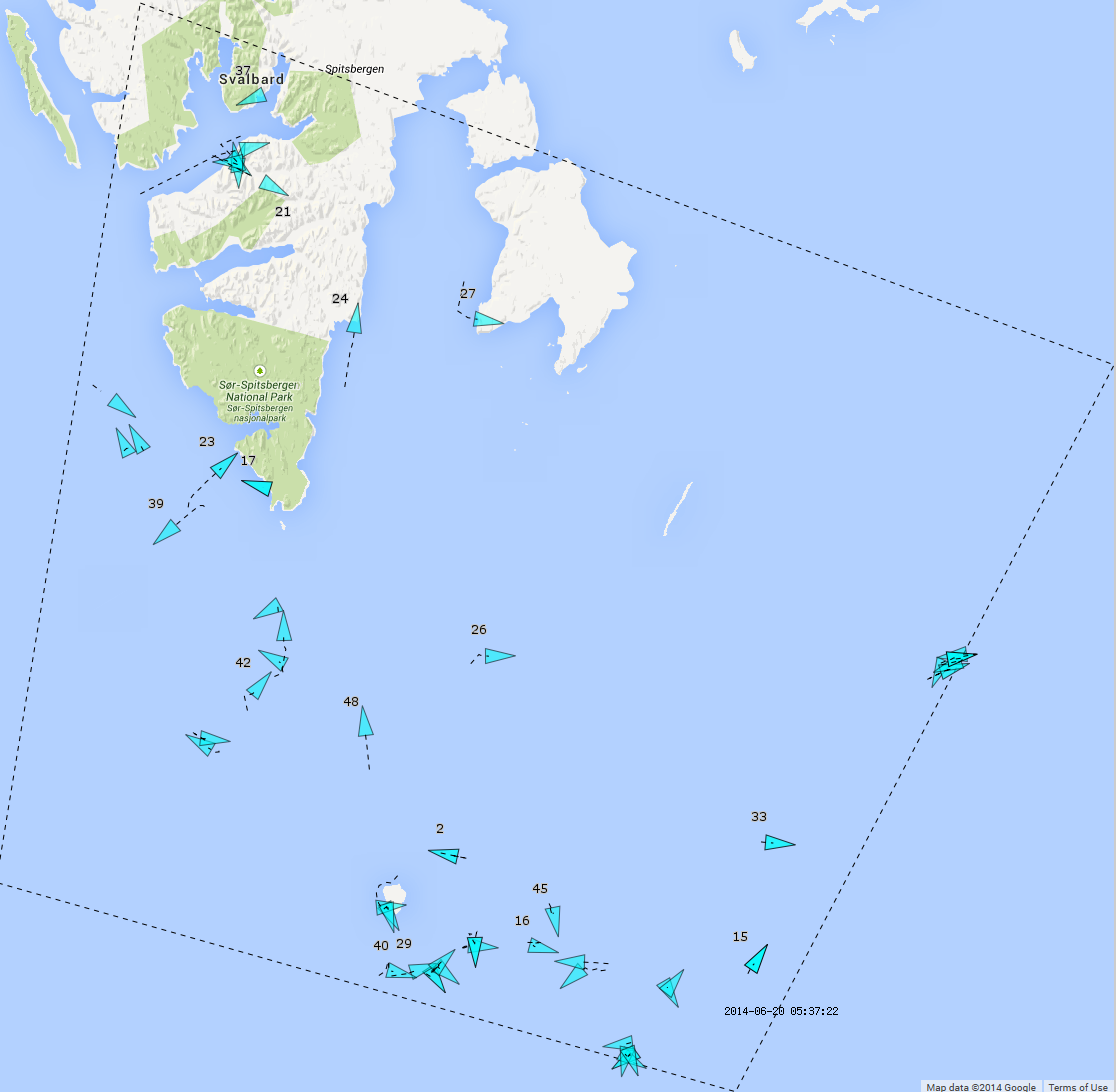 37
Svalbard
Spitsbergen
21
27
24
Sør-Spitsbergen
National Park
Sør-Spitsbergen
nasjonalpark
23
17
39
26
42
48
33
2
45
16
15
40 29
2014-06-20 05:37:22
Map data ©2014 Google
Terms of Use